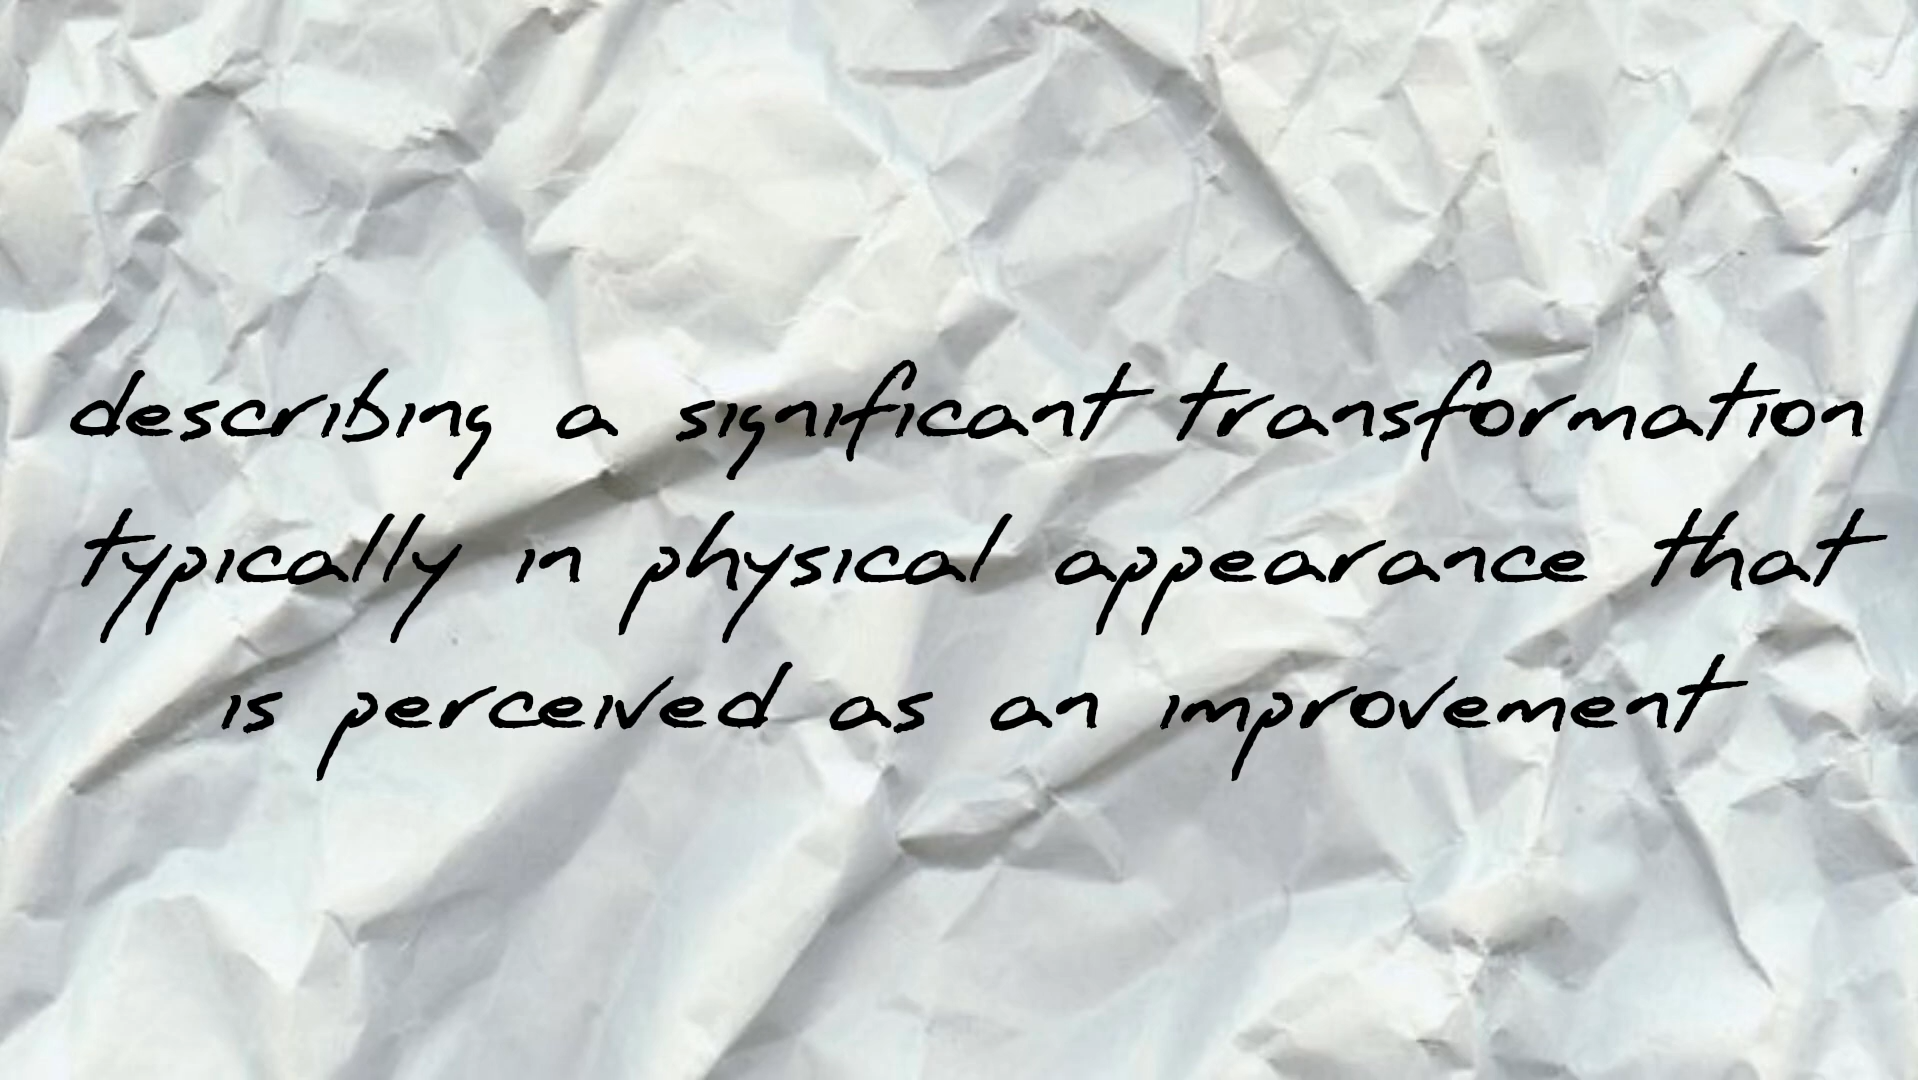 describing a significant transformation
typically in physical appearance that
is perceived as an improvement